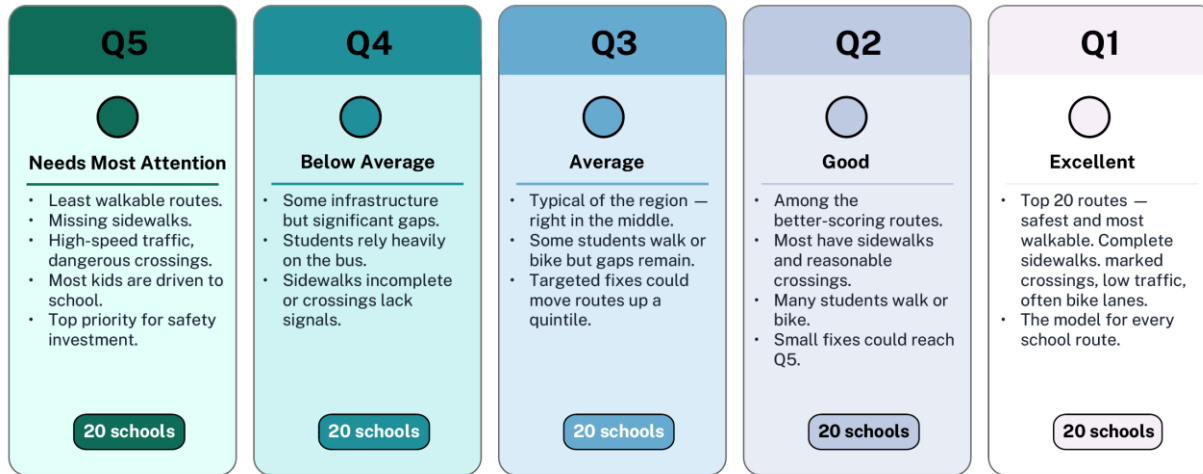 Q5
Needs Most Attention
• Least walkable routes.
• Missing sidewalks.
• High-speed traffic,
dangerous crossings.
• Most kids are driven to
school.
• Top priority for safety
investment.
20 schools
Q4
Below Average
• Some infrastructure
but significant gaps.
• Students rely heavily
on the bus.
• Sidewalks incomplete
or crossings lack
signals.
20 schools
Q3
Average
• Typical of the region —
right in the middle.
• Some students walk or
bike but gaps remain.
• Targeted fixes could
move routes up a
quintile.
20 schools
Q2
Good
• Among the
better-scoring routes.
• Most have sidewalks
and reasonable
crossings.
• Many students walk or
bike.
• Small fixes could reach
Q5.
20 schools
Q1
Excellent
• Top 20 routes —
safest and most
walkable. Complete
sidewalks. marked
crossings, low traffic,
often bike lanes.
• The model for every
school route.
20 schools